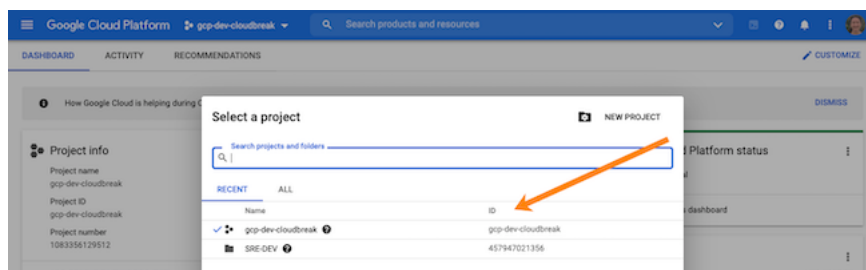 Google Cloud Platform gcp-dev-cloudbreak Search products and resources
DASHBOARD ACTIVITY RECOMMENDATIONS CUSTOMIZE
How Google Cloud is helping during C DISMISS
Select a project NEW PROJECT
Search projects and folders
Project info
Project name
gcp-dev-cloudbreak
Project ID
gcp-dev-cloudbreak
Project number
1083356129512
RECENT ALL
Name ID
gcp-dev-cloudbreak gcp-dev-cloudbreak
SRE-DEV 457947021356
d Platform status
al
s dashboard